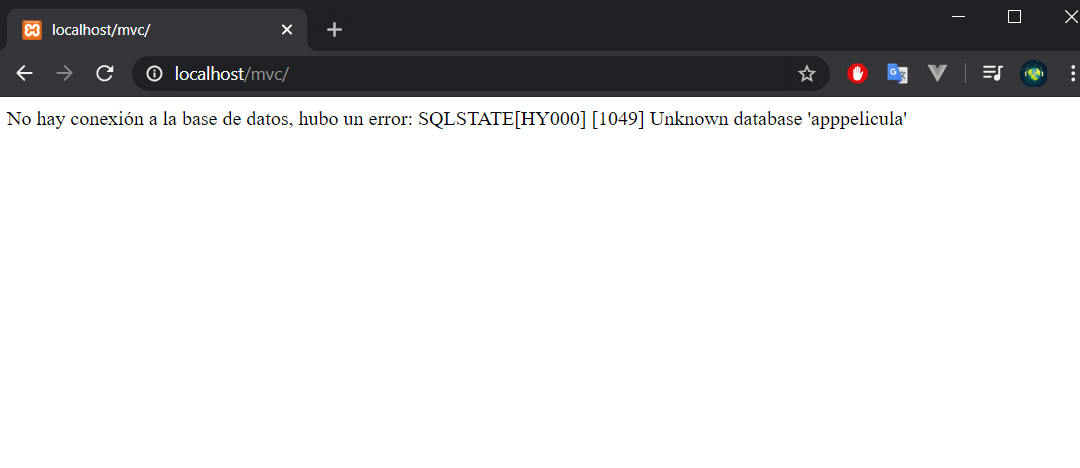 localhost/mvc/
localhost/mvc/
No hay conexión a la base de datos, hubo un error: SQLSTATE[HY000] [1049] Unknown database 'apppelicula'